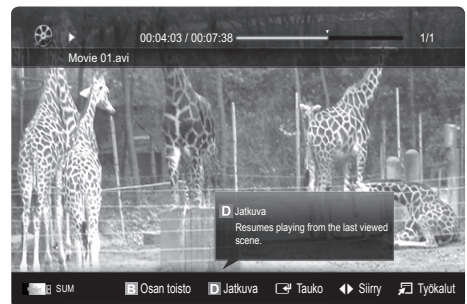 00:04:03 / 00:07:38
1/1
Movie 01.avi
D Jatkuva
Resumes playing from the last viewed
scene.
SUM
B Osan toisto
D Jatkuva
Tauko
Siirry
Työkalut